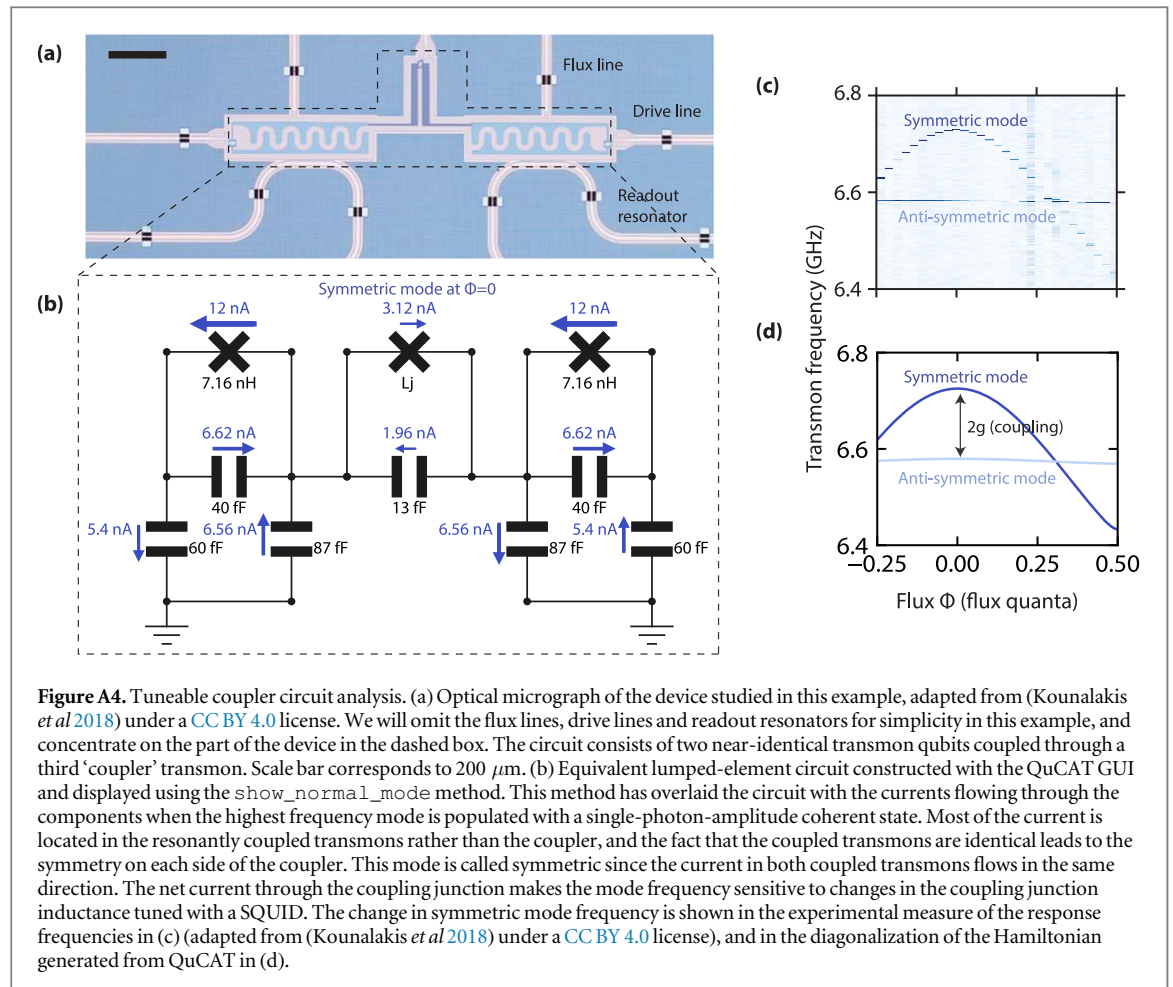 (a)
Flux line
Drive line
Readout
resonator
(b)
Symmetric mode at Φ=0
12 nA
3.12 nA
12 nA
7.16 nH
Lj
7.16 nH
6.62 nA
1.96 nA
6.62 nA
40 fF
13 fF
40 fF
5.4 nA
6.56 nA
6.56 nA
5.4 nA
60 fF
87 fF
87 fF
60 fF
(c)
6.8
Symmetric mode
6.6
Anti-symmetric mode
6.4
Transmon frequency (GHz)
(d)
6.8
Symmetric mode
2g (coupling)
6.6
Anti-symmetric mode
6.4
−0.25 0.00 0.25 0.50
Flux Φ (flux quanta)
Figure A4. Tuneable coupler circuit analysis. (a) Optical micrograph of the device studied in this example, adapted from (Kounalakis
et al 2018) under a CC BY 4.0 license. We will omit the flux lines, drive lines and readout resonators for simplicity in this example, and
concentrate on the part of the device in the dashed box. The circuit consists of two near-identical transmon qubits coupled through a
third ‘coupler’ transmon. Scale bar corresponds to 200 μm. (b) Equivalent lumped-element circuit constructed with the QuCAT GUI
and displayed using the show_normal_mode method. This method has overlaid the circuit with the currents flowing through the
components when the highest frequency mode is populated with a single-photon-amplitude coherent state. Most of the current is
located in the resonantly coupled transmons rather than the coupler, and the fact that the coupled transmons are identical leads to the
symmetry on each side of the coupler. This mode is called symmetric since the current in both coupled transmons flows in the same
direction. The net current through the coupling junction makes the mode frequency sensitive to changes in the coupling junction
inductance tuned with a SQUID. The change in symmetric mode frequency is shown in the experimental measure of the response
frequencies in (c) (adapted from (Kounalakis et al 2018) under a CC BY 4.0 license), and in the diagonalization of the Hamiltonian
generated from QuCAT in (d).